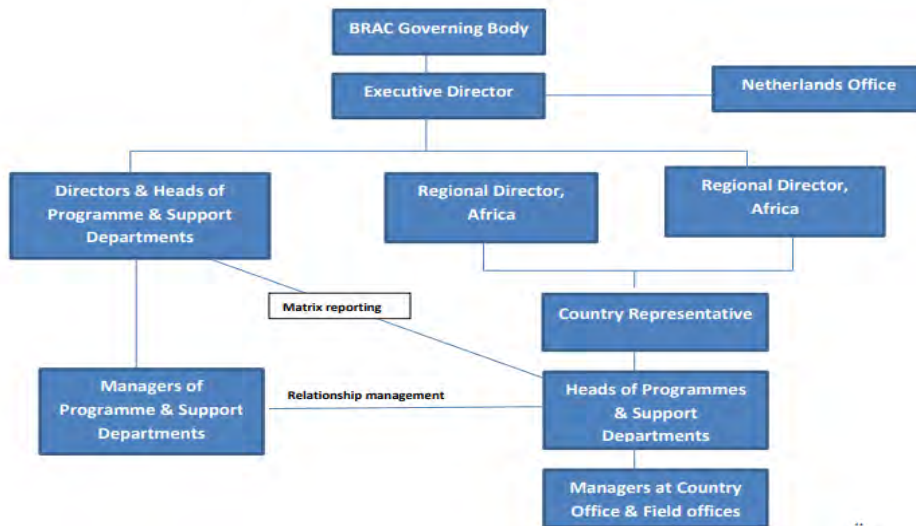 BRAC Governing Body
Executive Director
Netherlands Office
Directors & Heads of
Programme & Support
Departments
Regional Director,
Africa
Regional Director,
Africa
Matrix reporting
Country Representative
Managers of
Programme & Support
Departments
Relationship management
Heads of Programmes
& Support
Departments
Managers at Country
Office & Field offices